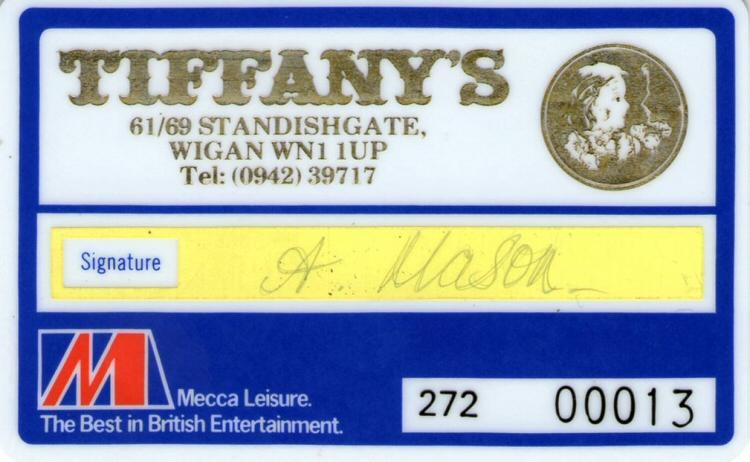 TIFFANY'S
61/69 STANDISHGATE,
WIGAN WN1 1UP
Tel: (0942) 39717
Signature
A. Mason
M
Mecca Leisure.
The Best in British Entertainment.
272 00013